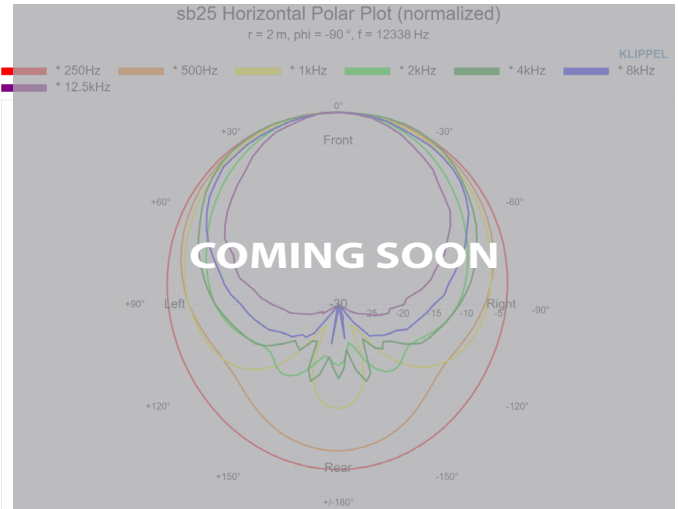 sb25 Horizontal Polar Plot (normalized)
r = 2 m, phi = -90 °, f = 12338 Hz
KLIPPEL
* 250Hz * 500Hz * 1kHz * 2kHz * 4kHz * 8kHz
* 12.5kHz
0°
+30° Front -30°
+60° -60°
COMING SOON
+90° Left -30 -25 -20 -15 -10 -5 Right -90°
+120° -120°
Rear
+150° -150°
+/-180°